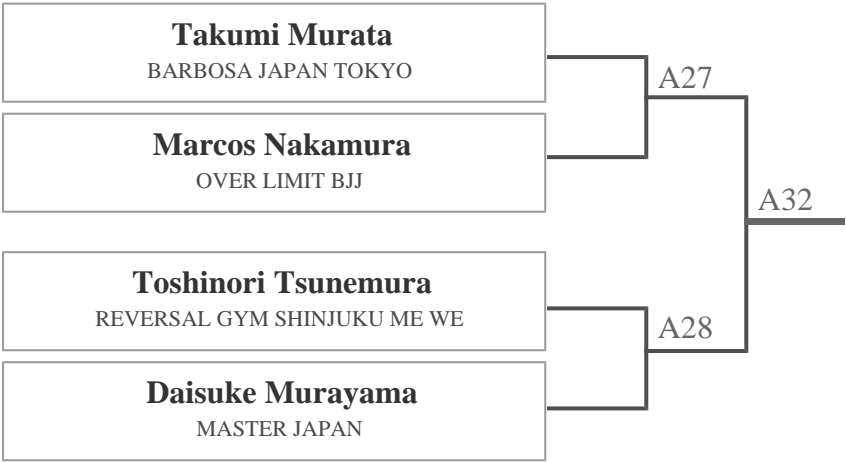 Takumi Murata
BARBOSA JAPAN TOKYO
A27
Marcos Nakamura
OVER LIMIT BJJ
A32
Toshinori Tsunemura
REVERSAL GYM SHINJUKU ME WE
A28
Daisuke Murayama
MASTER JAPAN